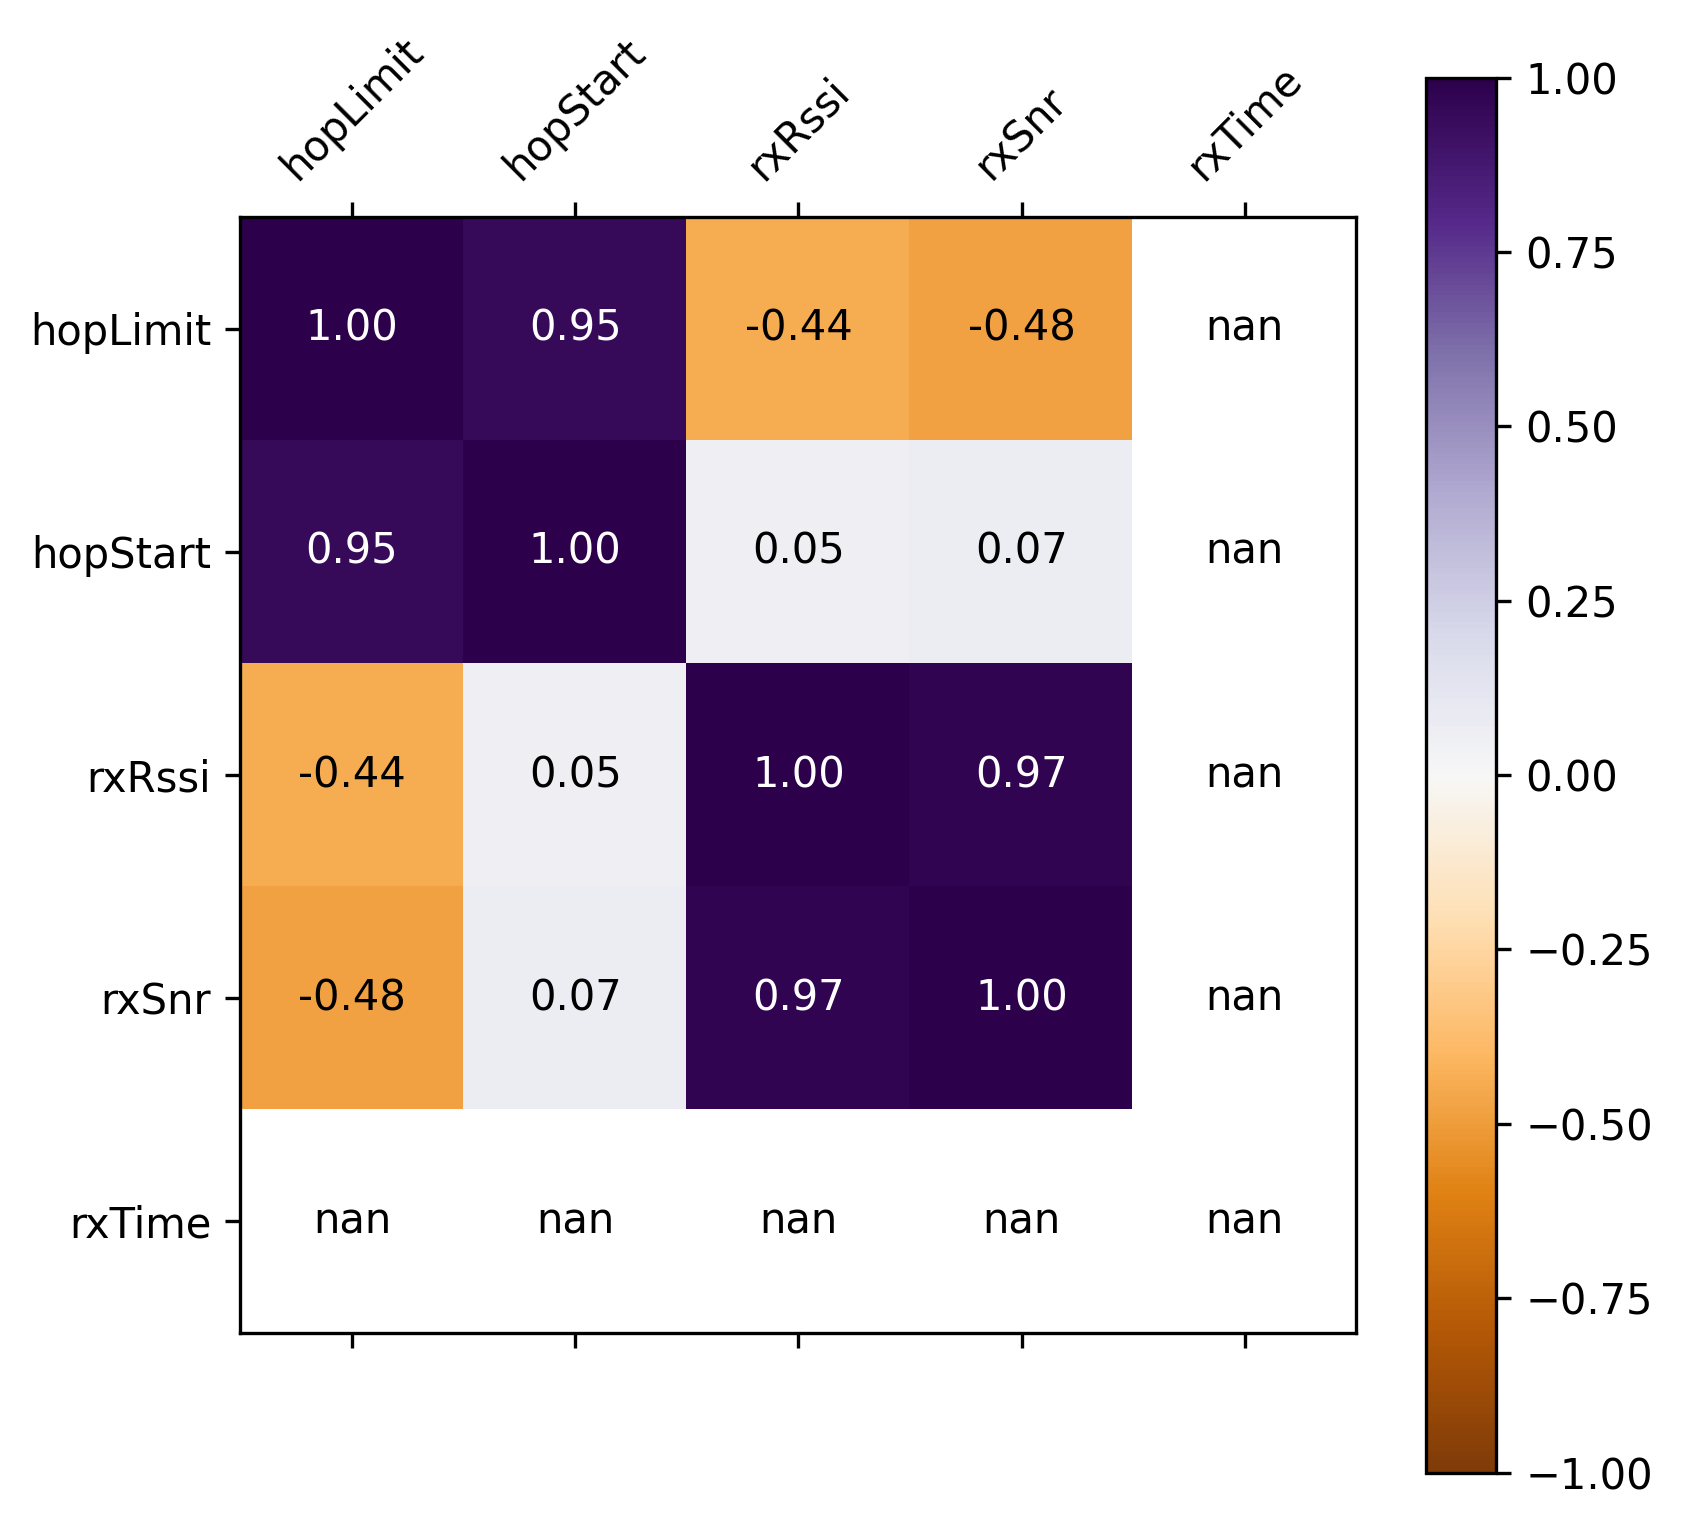 hopLimit hopStart rxRssi rxSnr rxTime
hopLimit 1.00 0.95 -0.44 -0.48 nan
hopStart 0.95 1.00 0.05 0.07 nan
rxRssi -0.44 0.05 1.00 0.97 nan
rxSnr -0.48 0.07 0.97 1.00 nan
rxTime nan nan nan nan nan
1.00
0.75
0.50
0.25
0.00
−0.25
−0.50
−0.75
−1.00